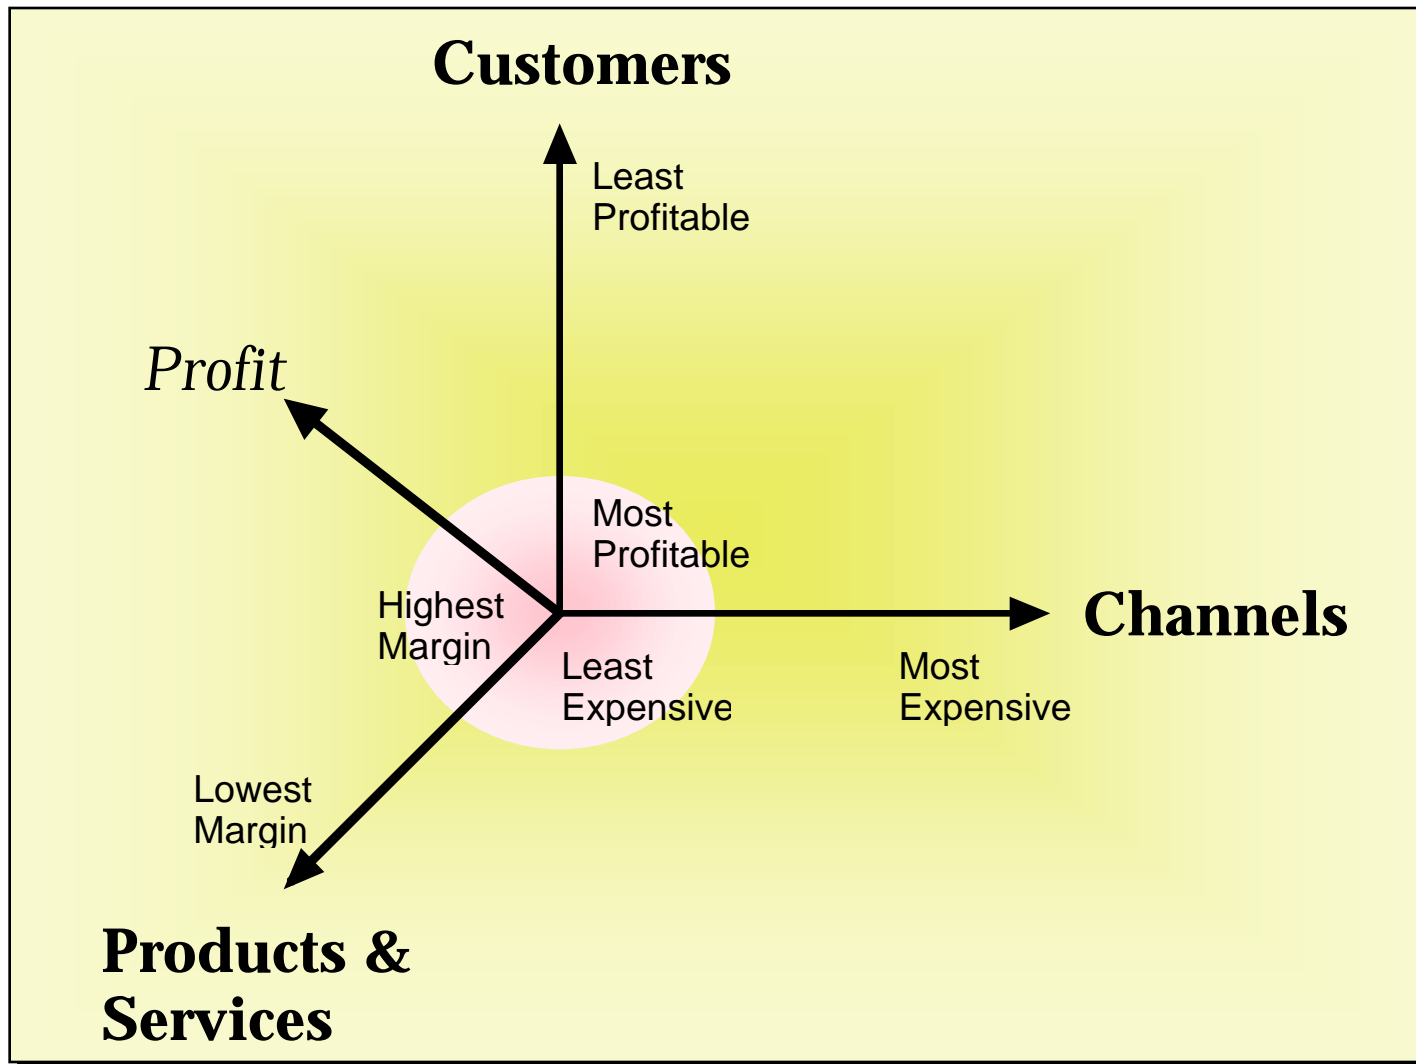 Customers
Least
Profitable
Profit
Most
Profitable
Highest
Margin
Channels
Least
Expensive
Most
Expensive
Lowest
Margin
Products &
Services